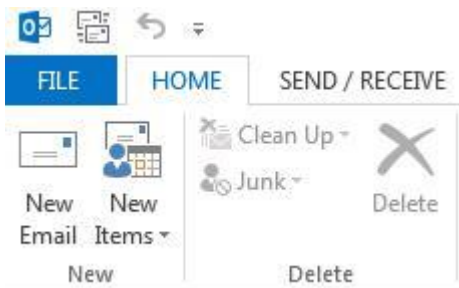 FILE HOME SEND / RECEIVE
Clean Up
Junk
New Email
New Items
Delete
New Delete